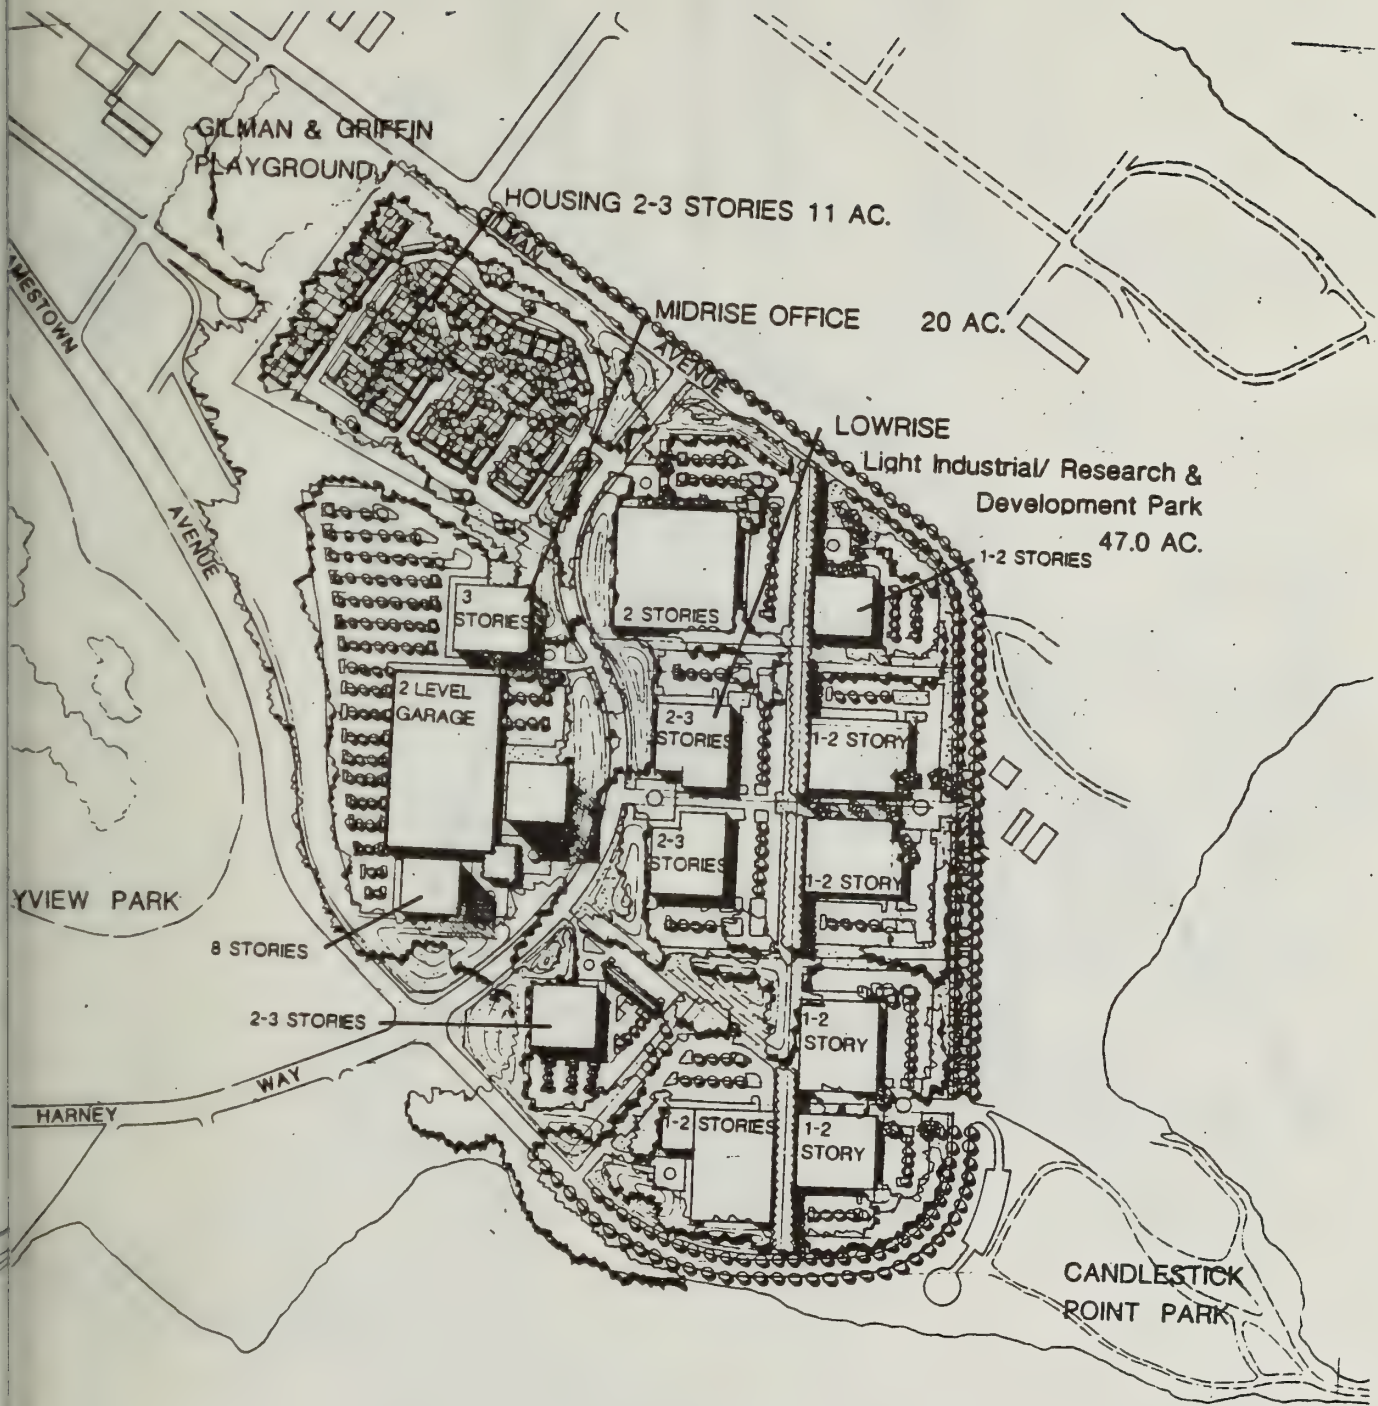 GILMAN & GRIFFIN
PLAYGROUND
HOUSING 2-3 STORIES 11 AC.
MIDRISE OFFICE 20 AC.
AVENUE
LOWRISE
Light Industrial/ Research &
Development Park
47.0 AC.
1-2 STORIES
MESTOWN
AVENUE
3
STORIES
2 STORIES
2 LEVEL
GARAGE
2-3
STORIES
1-2 STORY
2-3
STORIES
1-2 STORY
YVIEW PARK
8 STORIES
2-3 STORIES
1-2
STORY
HARNEY WAY
1-2 STORIES
1-2
STORY
CANDLESTICK
POINT PARK